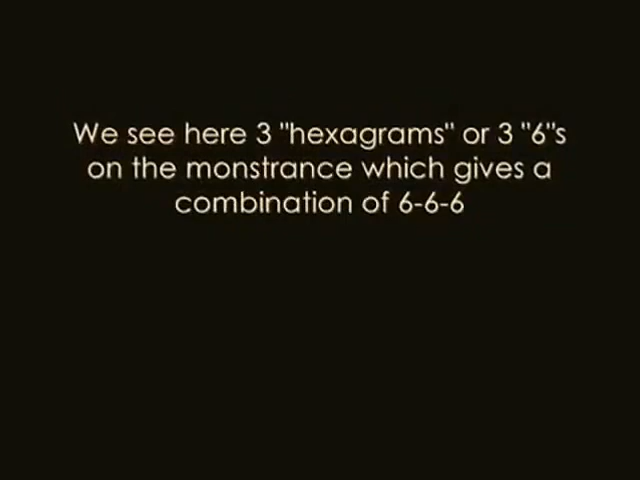 We see here 3 "hexagrams" or 3 "6"s
on the monstrance which gives a
combination of 6-6-6